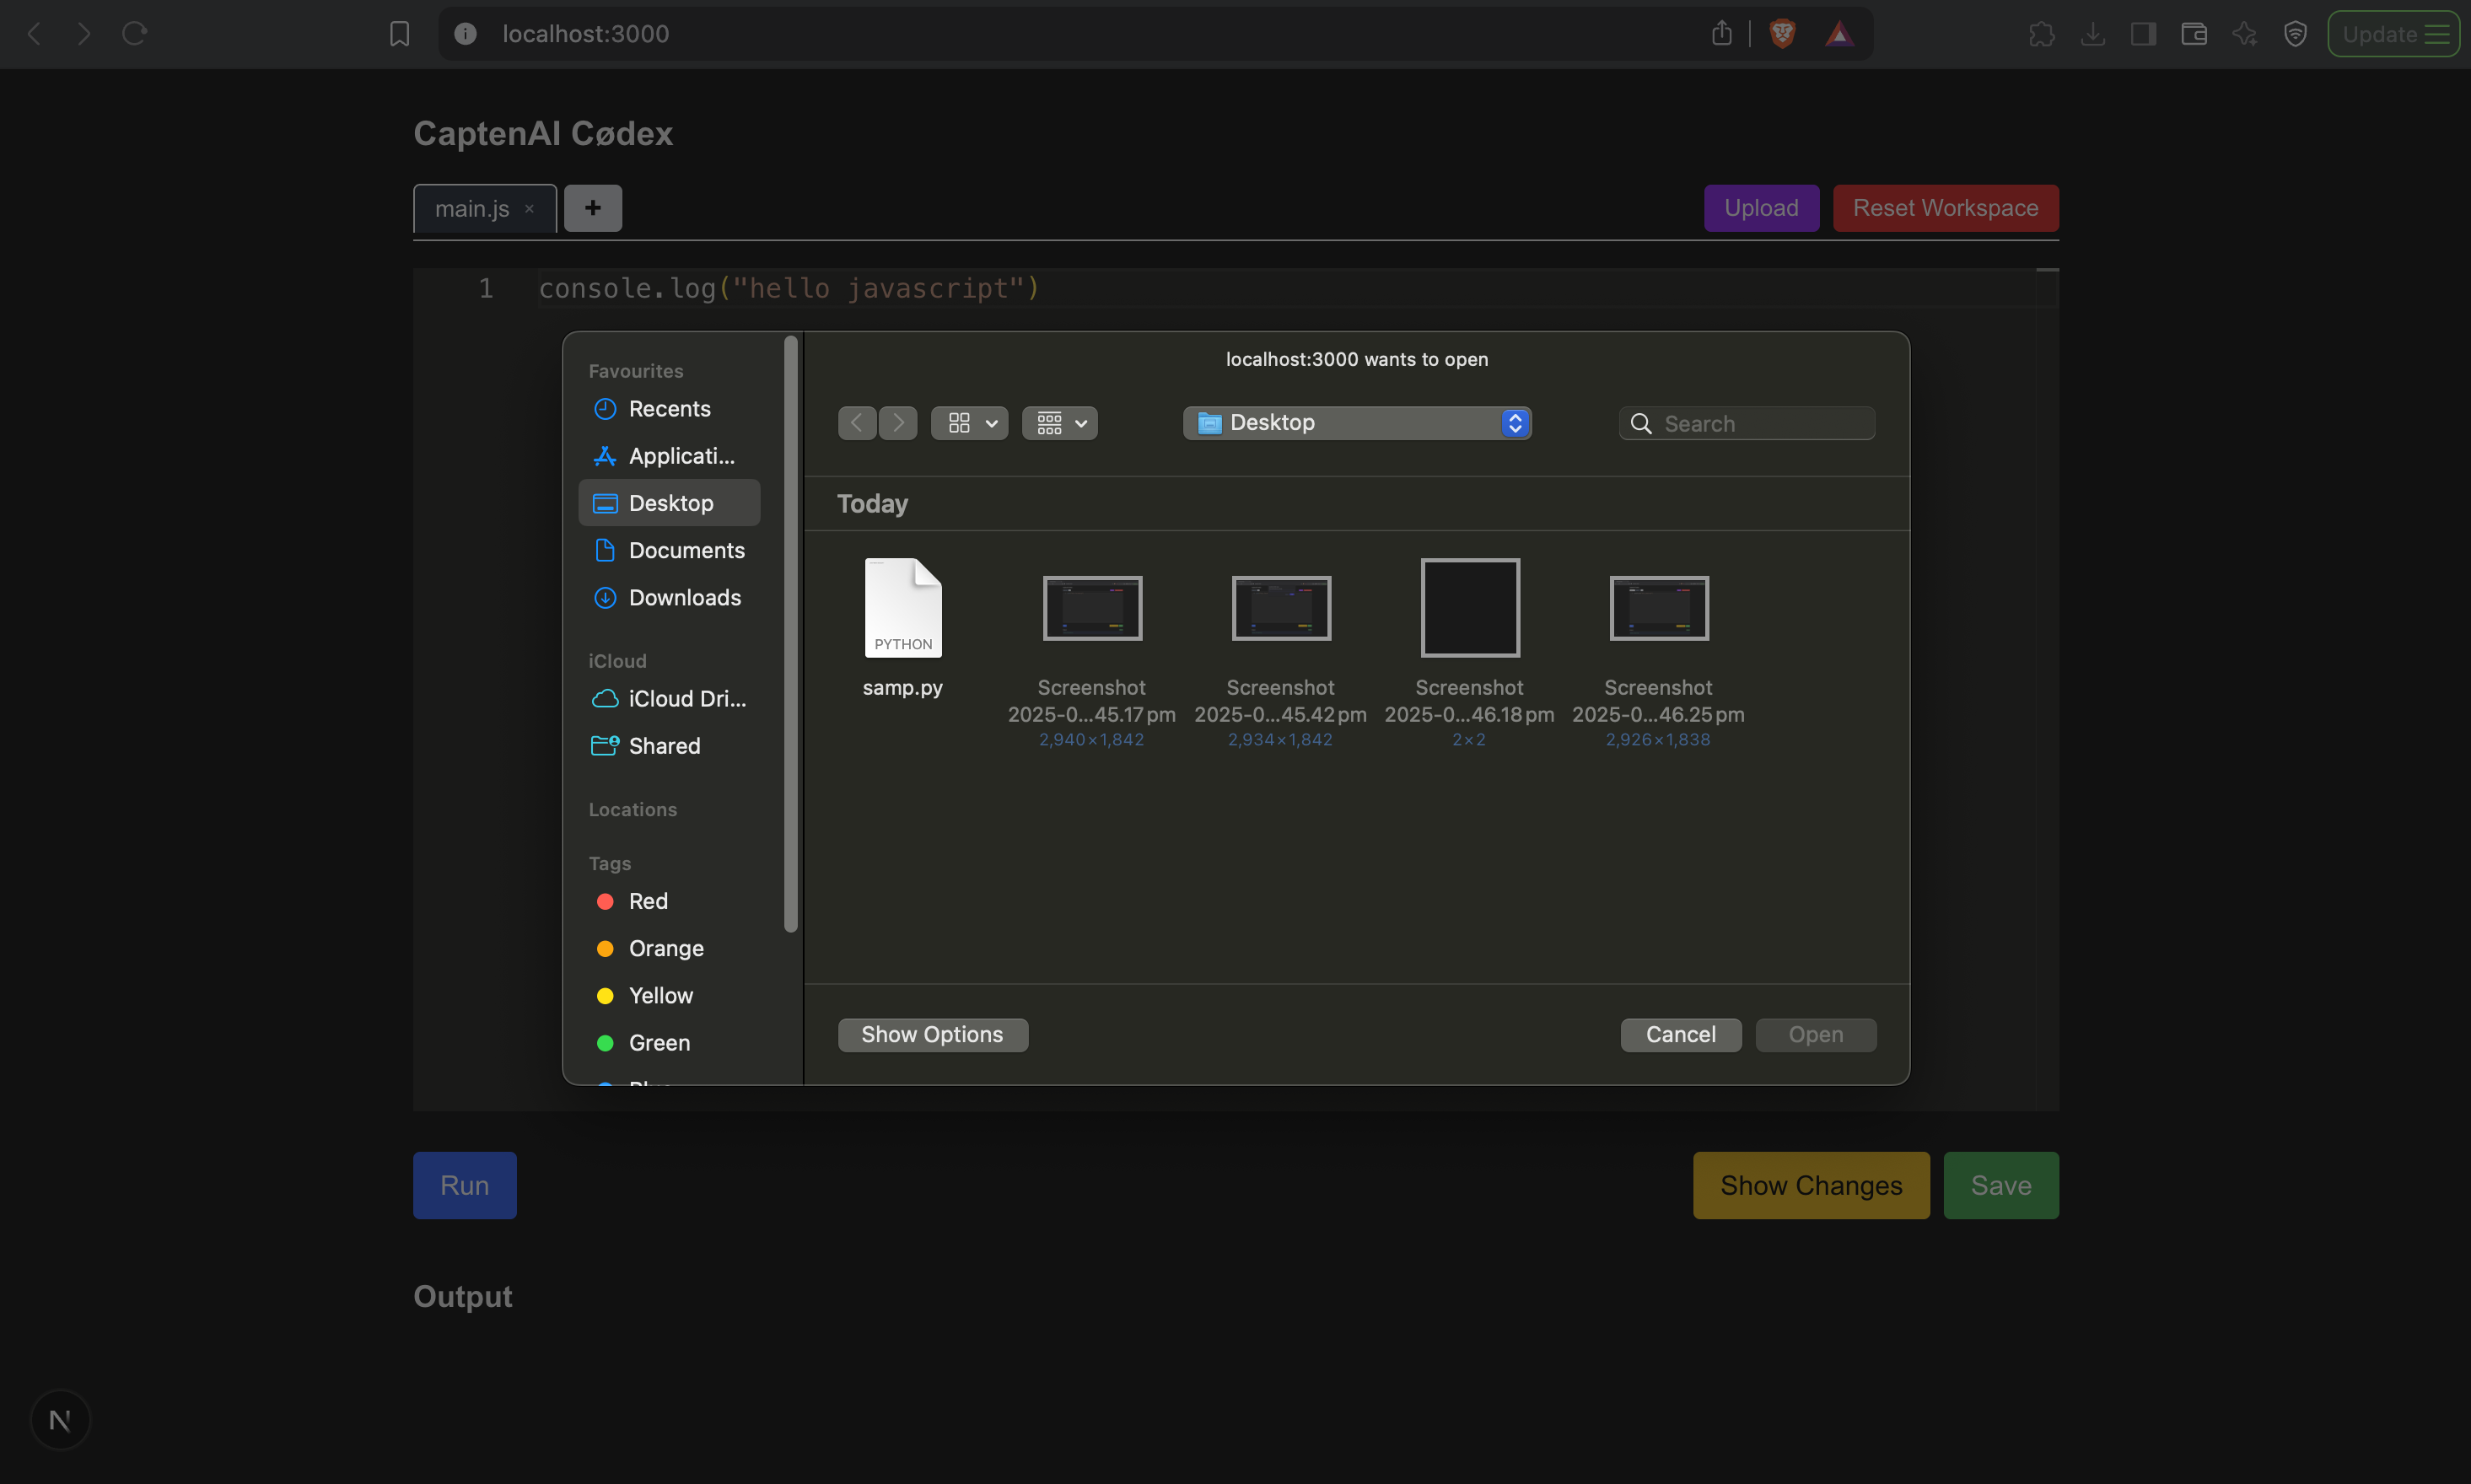 localhost:3000
Update
CaptenAI Cødex
main.js ×
+
Upload
Reset Workspace
1 console.log("hello javascript")
localhost:3000 wants to open
Favourites
Recents
Applicati...
Desktop
Documents
Downloads
iCloud
iCloud Dri...
Shared
Locations
Tags
Red
Orange
Yellow
Green
Desktop
Search
Today
PYTHON
samp.py
Screenshot
2025-0...45.17 pm
2,940×1,842
Screenshot
2025-0...45.42 pm
2,934×1,842
Screenshot
2025-0...46.18 pm
2×2
Screenshot
2025-0...46.25 pm
2,926×1,838
Show Options
Cancel
Open
Run
Show Changes
Save
Output
N